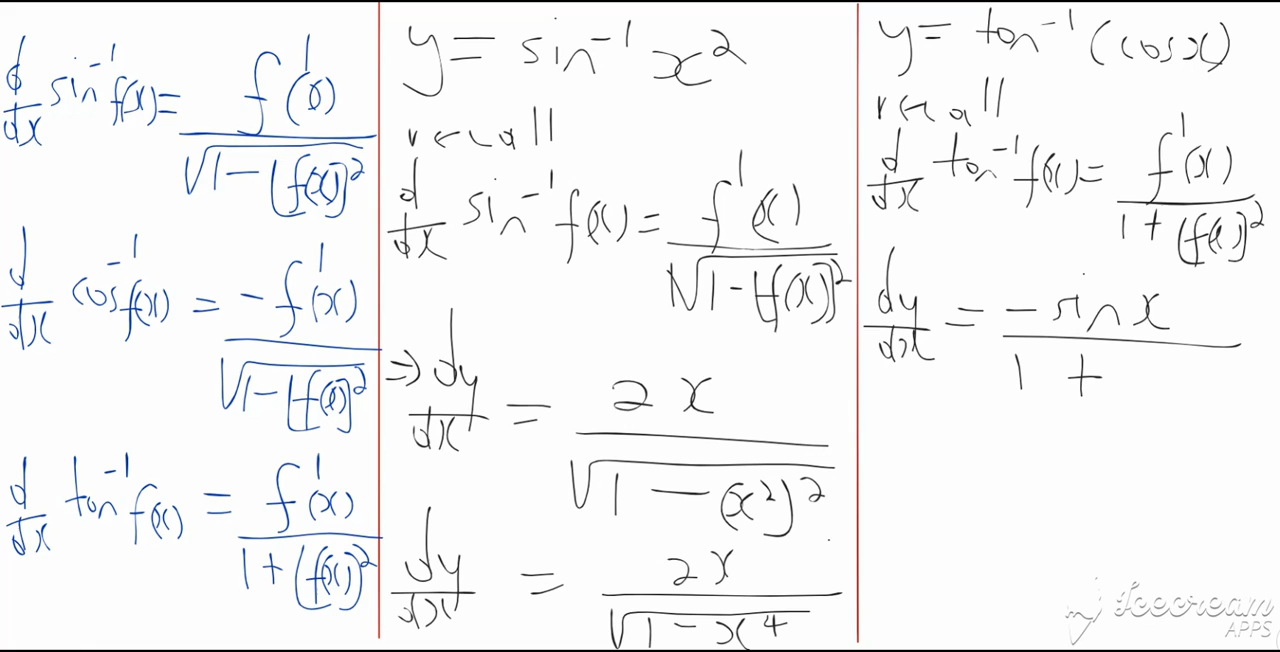 d/dx sin⁻¹ f(x) = f'(x) / √(1 - [f(x)]²)
d/dx cos⁻¹ f(x) = -f'(x) / √(1 - [f(x)]²)
d/dx tan⁻¹ f(x) = f'(x) / 1 + [f(x)]²
y = sin⁻¹ x²
recall
d/dx sin⁻¹ f(x) = f'(x) / √(1 - [f(x)]²)
⇒ dy/dx = 2x / √(1 - (x²)²)
dy/dx = 2x / √(1 - x⁴)
y = tan⁻¹ (cosx)
recall
d/dx tan⁻¹ f(x) = f'(x) / 1 + [f(x)]²
dy/dx = -sinx / 1 +
Icecream
APPS